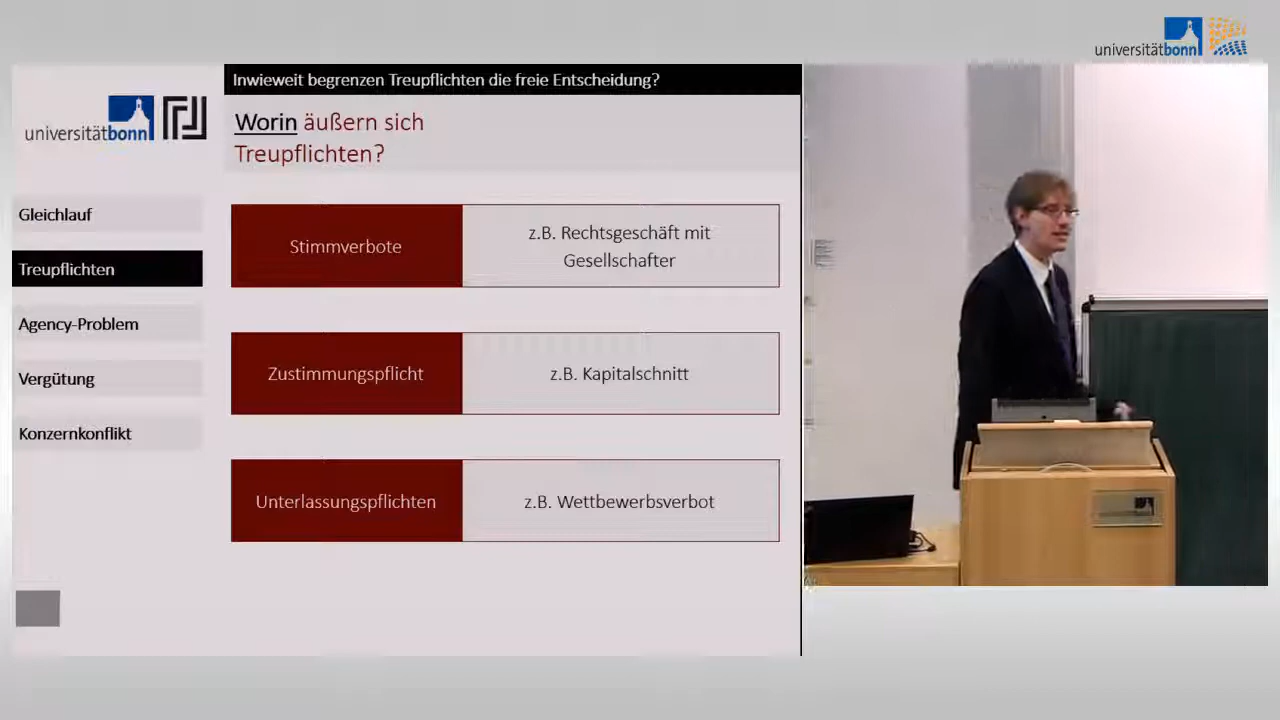 universitätbonn
Inwieweit begrenzen Treupflichten die freie Entscheidung?
universitätbonn
Worin äußern sich
Treupflichten?
Gleichlauf
Treupflichten
Agency-Problem
Vergütung
Konzernkonflikt
Stimmverbote
z.B. Rechtsgeschäft mit
Gesellschafter
Zustimmungspflicht
z.B. Kapitalschnitt
Unterlassungspflichten
z.B. Wettbewerbsverbot